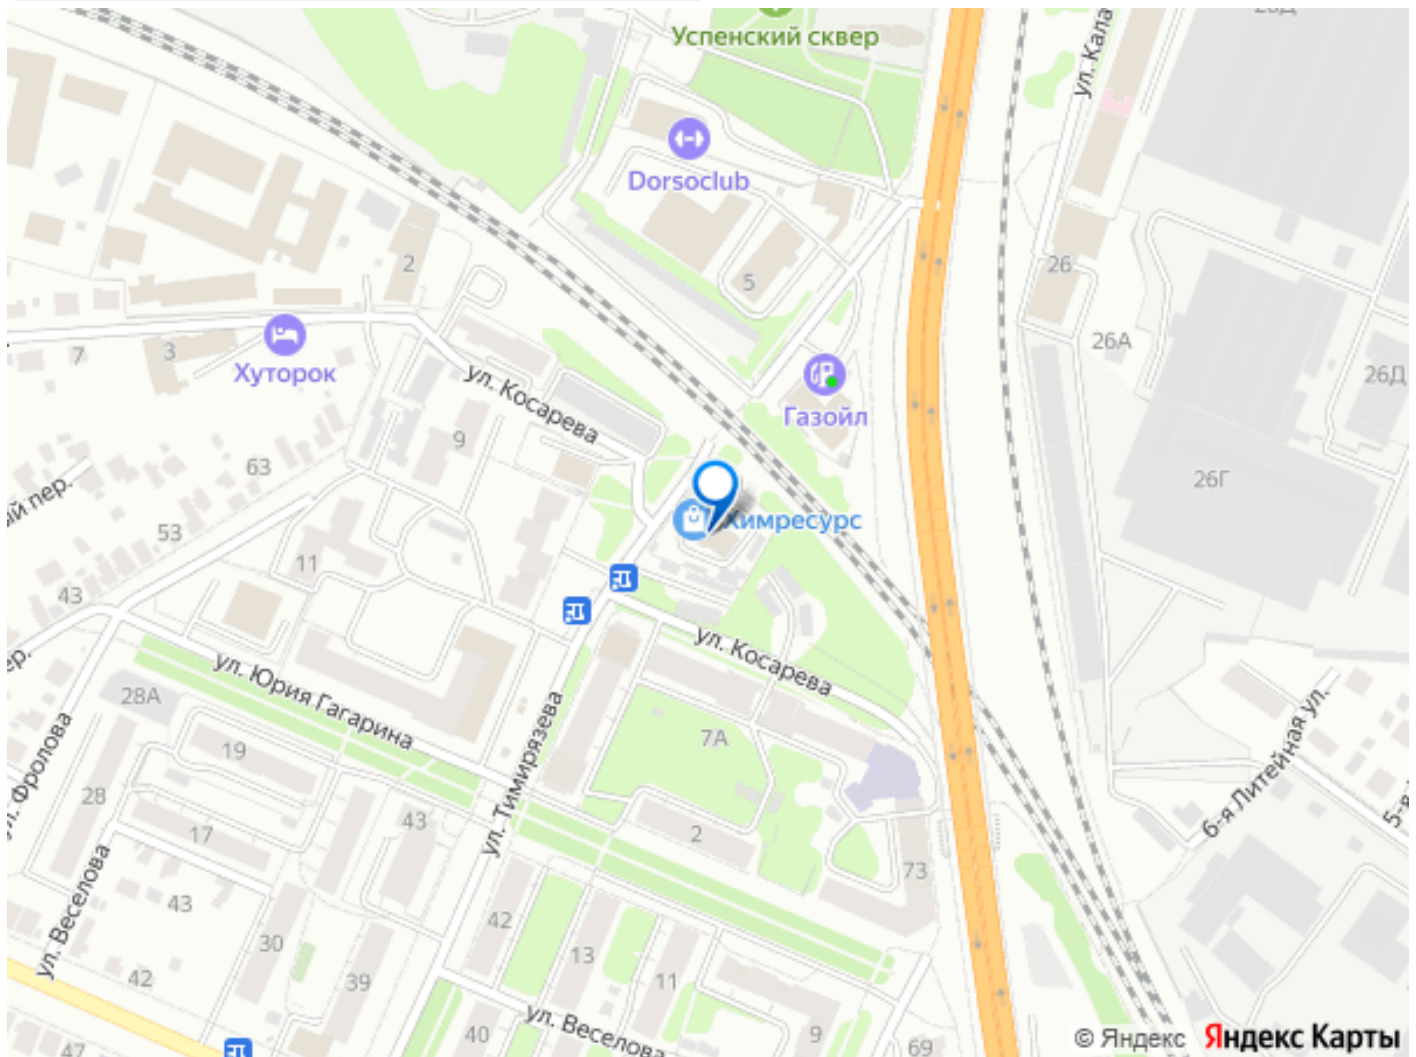 Успенский сквер
ул. Кала
Dorsoclub
2
5
26
26А
7
3
Хуторок
ул. Косарева
Газойл
26Д
9
63
26Г
ый пер.
Химресурс
53
11
43
ул. Косарева
ул. Юрия Гагарина
28А
ул. Фролова
19
ул. Тимирязева
7А
6-я Литейная ул.
5-я
28
17
43
2
73
ул. Веселова
43
42
30
13
42
39
11
ул. Веселова
40
9
69
47
© Яндекс Яндекс Карты